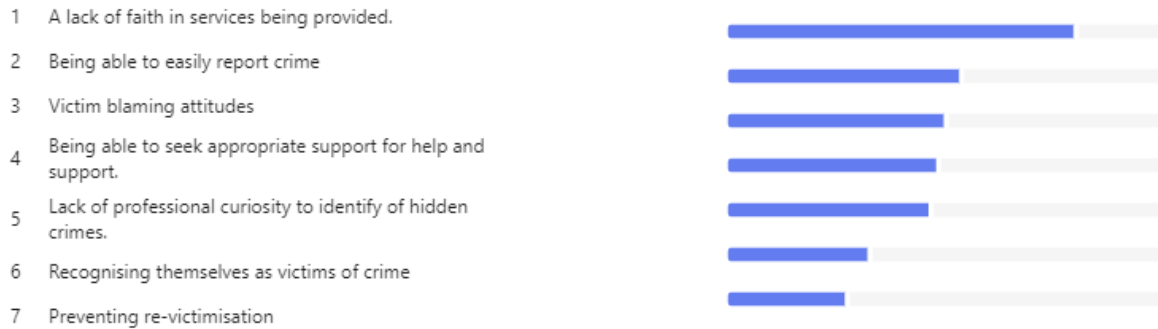 1 A lack of faith in services being provided.
2 Being able to easily report crime
3 Victim blaming attitudes
4 Being able to seek appropriate support for help and
support.
5 Lack of professional curiosity to identify of hidden
crimes.
6 Recognising themselves as victims of crime
7 Preventing re-victimisation